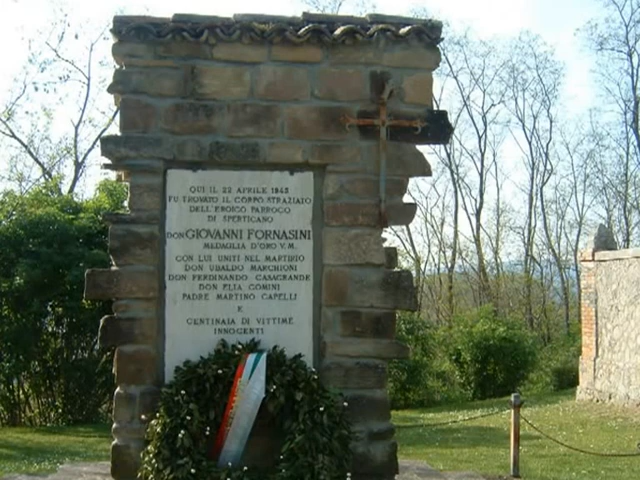 QUI IL 22 APRILE 1945
FU TROVATO IL CORPO STRAZIATO
DELL'EROICO PARROCO
DI SPERTICANO
DON GIOVANNI FORNASINI
MEDAGLIA D'ORO V.M.
CON LUI UNITI NEL MARTIRIO
DON UBALDO MARCHIONI
DON FERDINANDO CASAGRANDE
DON ELIA COMINI
PADRE MARTINO CAPELLI
E
CENTINAIA DI VITTIME
INNOCENTI